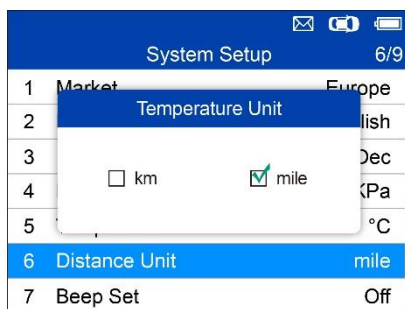 System Setup 6/9
1 Market Europe
Temperature Unit
2 lish
3 Dec
km mile
4 KPa
5 °C
6 Distance Unit mile
7 Beep Set Off